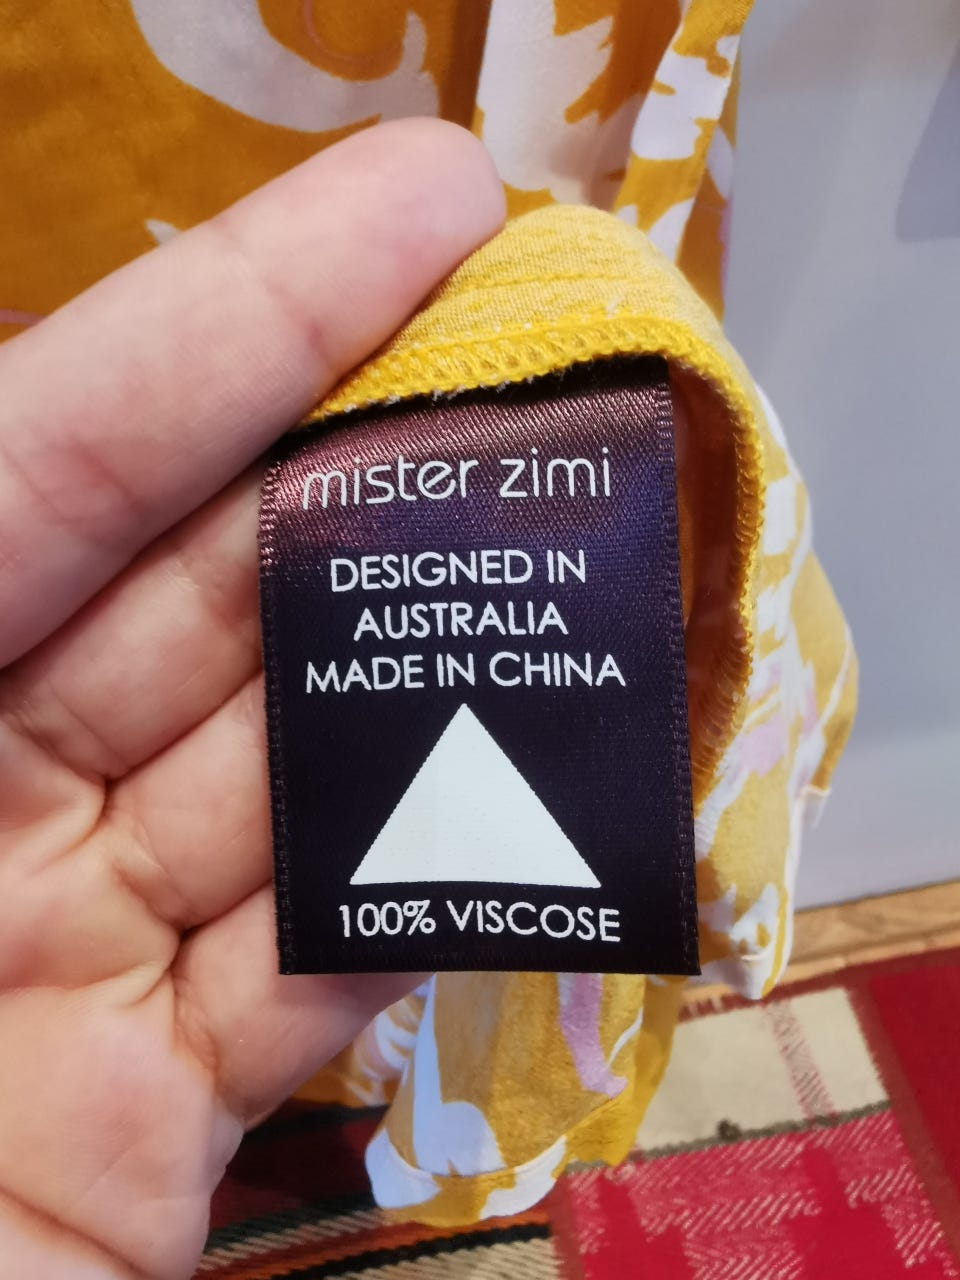 mister zimi
DESIGNED IN
AUSTRALIA
MADE IN CHINA
100% VISCOSE